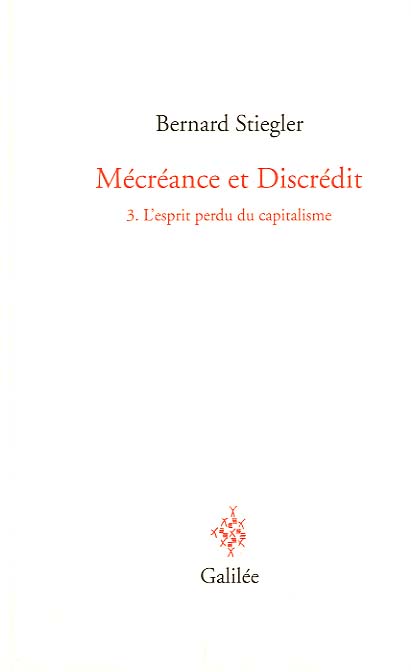 Bernard Stiegler
Mécréance et Discrédit
3. L'esprit perdu du capitalisme
Galilée